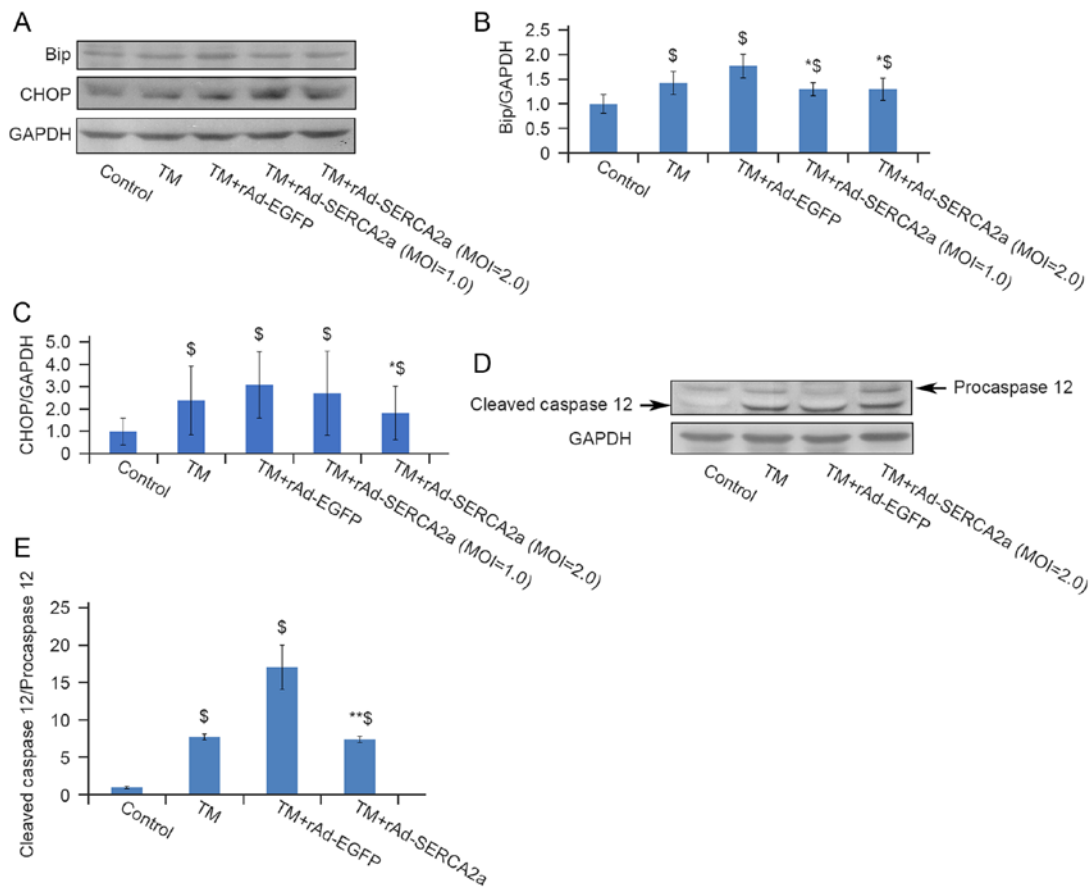 A
Bip
CHOP
GAPDH
Control
TM
TM+rAd-EGFP
TM+rAd-SERCA2a (MOI=1.0)
TM+rAd-SERCA2a (MOI=2.0)
B
Bip/GAPDH
2.5
2.0
1.5
1.0
0.5
0
$
$
*$
*$
Control
TM
TM+rAd-EGFP
TM+rAd-SERCA2a (MOI=1.0)
TM+rAd-SERCA2a (MOI=2.0)
C
CHOP/GAPDH
5.0
4.0
3.0
2.0
1.0
0
$
$
$
*$
Control
TM
TM+rAd-EGFP
TM+rAd-SERCA2a (MOI=1.0)
TM+rAd-SERCA2a (MOI=2.0)
D
Procaspase 12
Cleaved caspase 12
GAPDH
Control
TM
TM+rAd-EGFP
TM+rAd-SERCA2a (MOI=2.0)
E
Cleaved caspase 12/Procaspase 12
25
20
15
10
5
0
$
$
**$
Control
TM
TM+rAd-EGFP
TM+rAd-SERCA2a